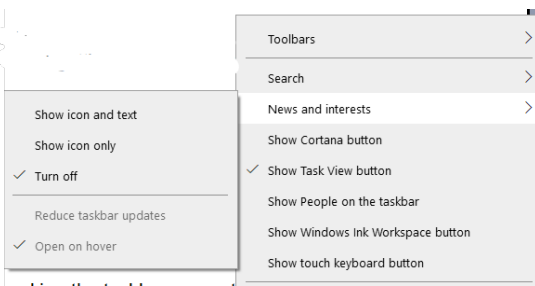 Toolbars
Search
News and interests
Show Cortana button
Show Task View button
Show People on the taskbar
Show Windows Ink Workspace button
Show touch keyboard button
Show icon and text
Show icon only
Turn off
Reduce taskbar updates
Open on hover